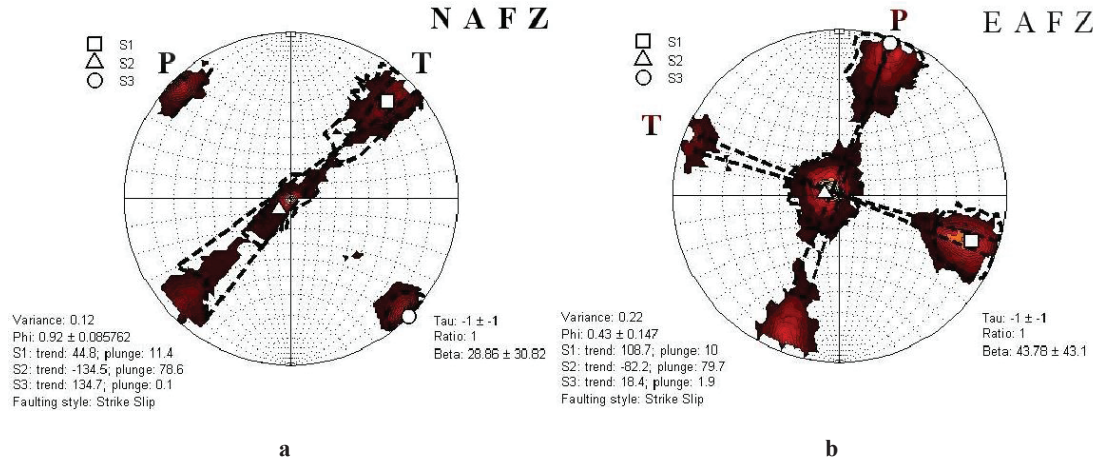 N A F Z
S1
S2
S3
P
T
Variance: 0.12
Phi: 0.92 ± 0.085762
S1: trend: 44.8; plunge: 11.4
S2: trend: -134.5; plunge: 78.6
S3: trend: 134.7; plunge: 0.1
Faulting style: Strike Slip
Tau: -1 ± -1
Ratio: 1
Beta: 28.86 ± 30.82
a
E A F Z
S1
S2
S3
P
T
Variance: 0.22
Phi: 0.43 ± 0.147
S1: trend: 108.7; plunge: 10
S2: trend: -82.2; plunge: 79.7
S3: trend: 18.4; plunge: 1.9
Faulting style: Strike Slip
Tau: -1 ± -1
Ratio: 1
Beta: 43.78 ± 43.1
b